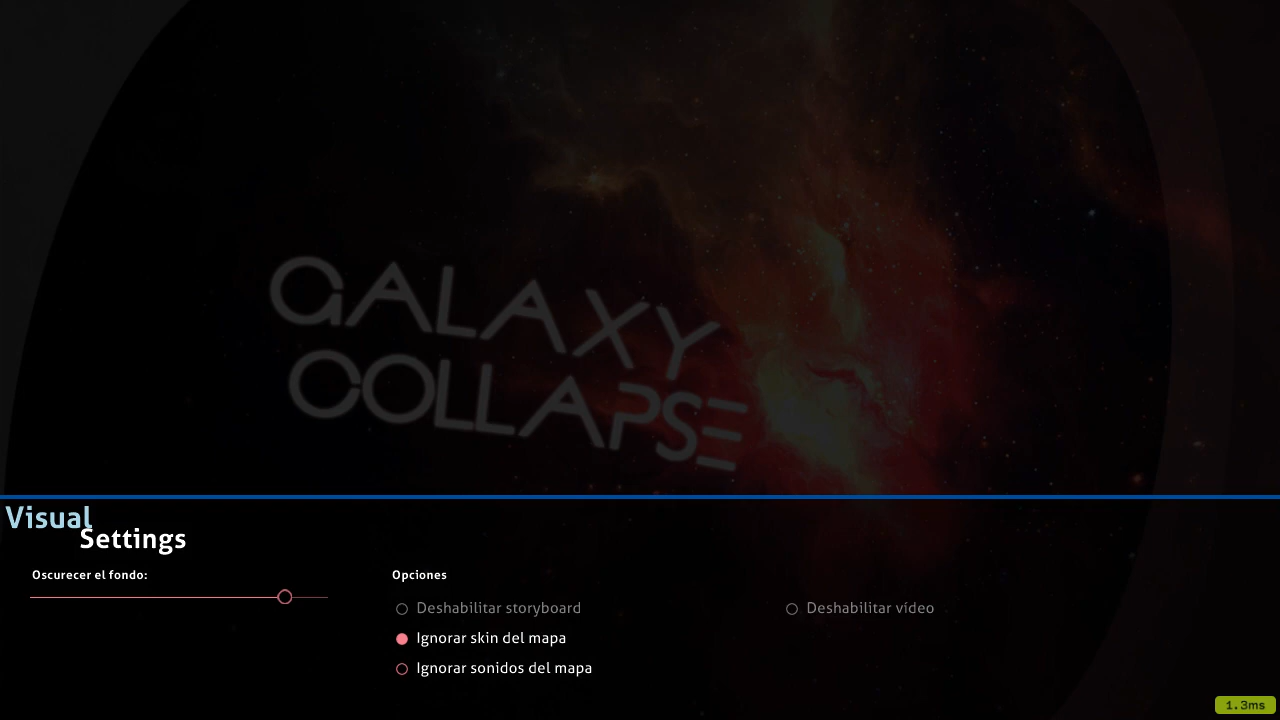 GALAXY
COLLAPSE
Visual
Settings
Oscurecer el fondo:
Opciones
Deshabilitar storyboard
Deshabilitar vídeo
Ignorar skin del mapa
Ignorar sonidos del mapa
1.3ms